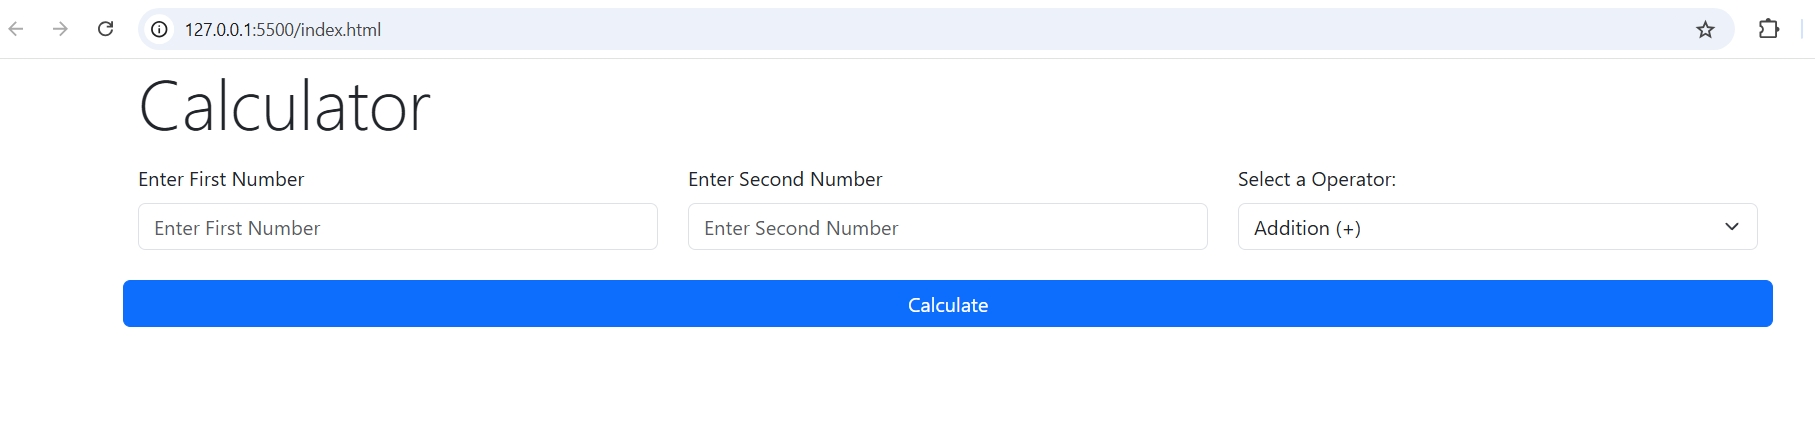 127.0.0.1:5500/index.html
Calculator
Enter First Number
Enter Second Number
Select a Operator:
Enter First Number
Enter Second Number
Addition (+)
Calculate